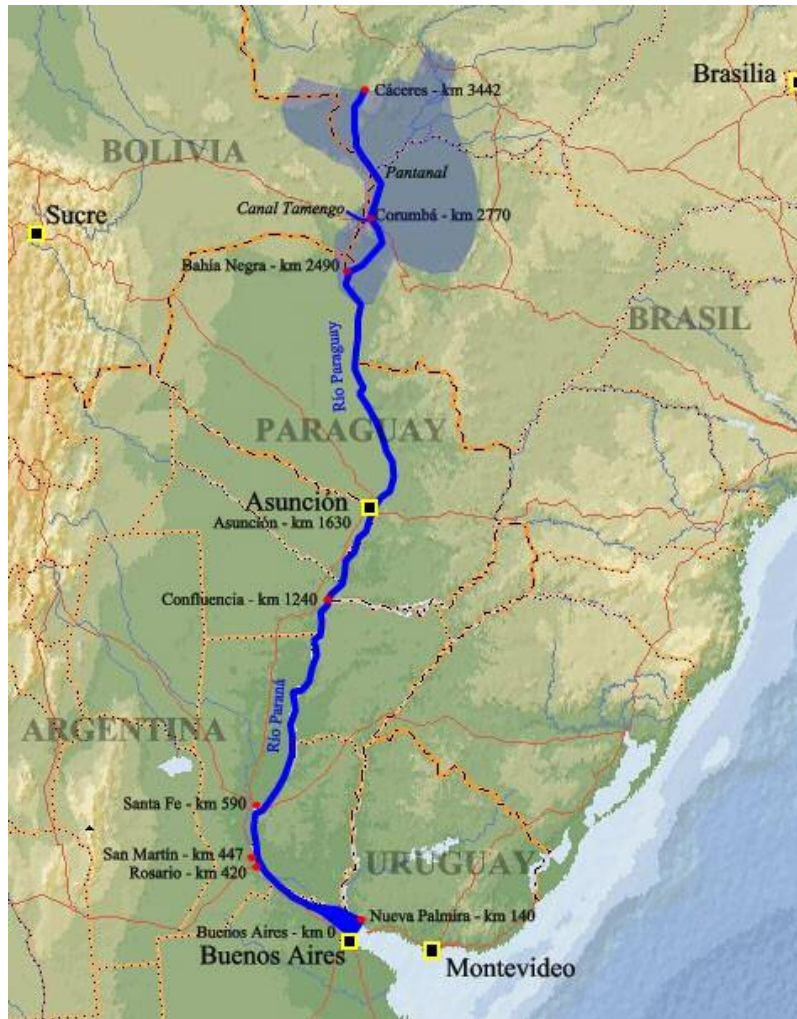 Brasilia
Cáceres - km 3442
BOLIVIA
Pantanal
Canal Tamengo
Sucre
Corumbá - km 2770
Bahía Negra - km 2490
BRASIL
Río Paraguay
PARAGUAY
Asunción
Asunción - km 1630
Confluencia - km 1240
Río Paraná
ARGENTINA
Santa Fe - km 590
San Martín - km 447
URUGUAY
Rosario - km 420
Nueva Palmira - km 140
Buenos Aires - km 0
Buenos Aires
Montevideo